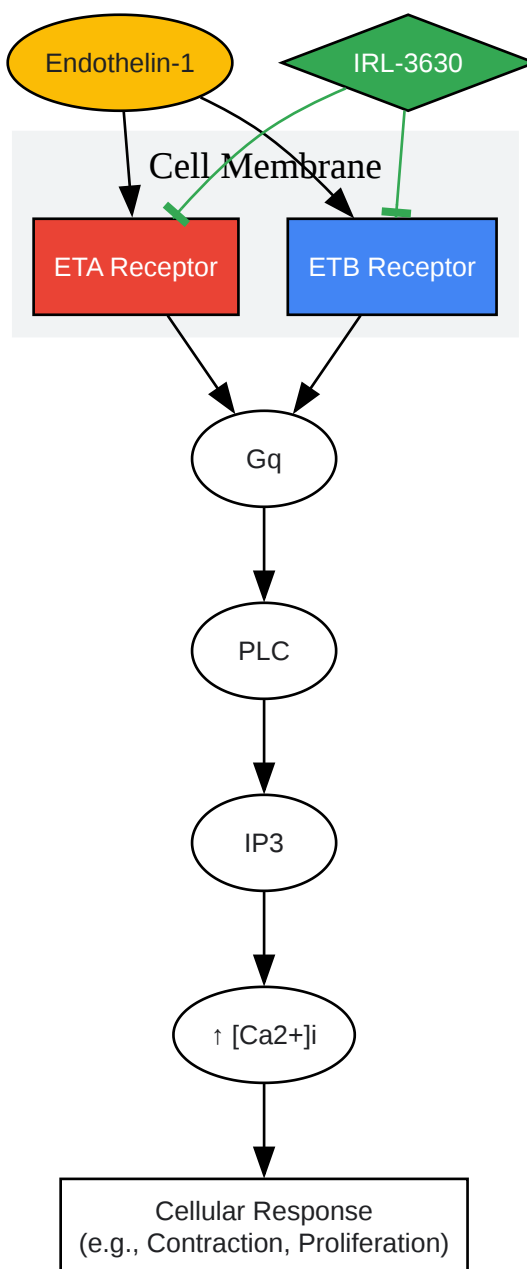 Endothelin-1
IRL-3630
Cell Membrane
ETA Receptor
ETB Receptor
Gq
PLC
IP3
↑ [Ca2+]i
Cellular Response
(e.g., Contraction, Proliferation)